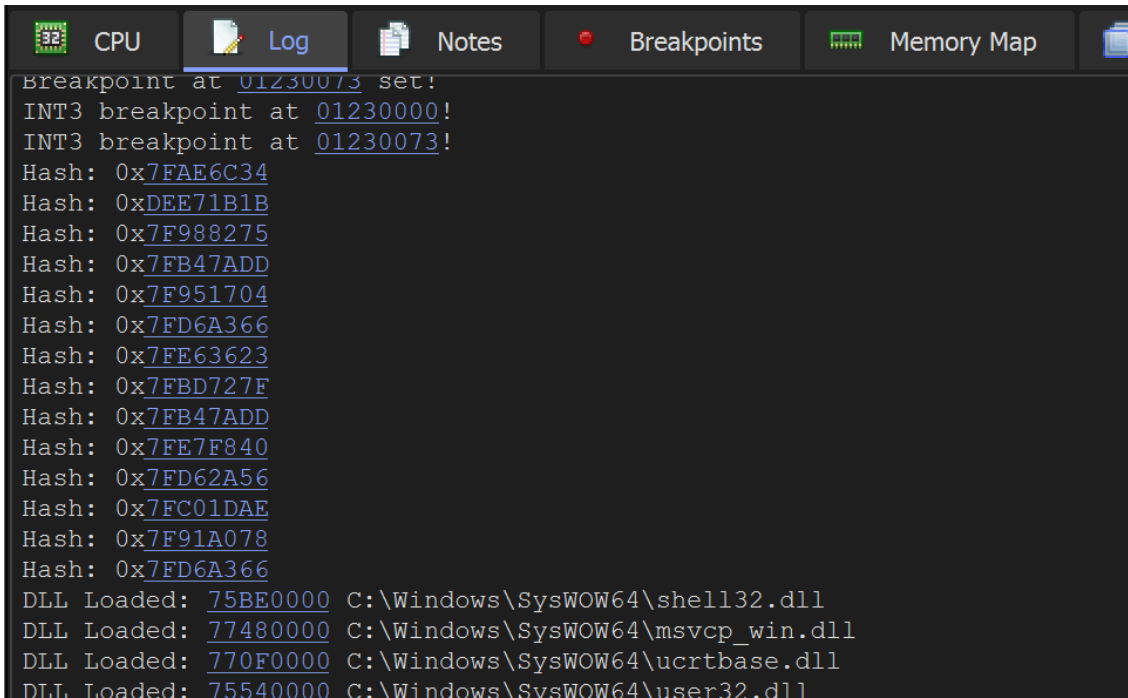 32 CPU Log Notes Breakpoints Memory Map
Breakpoint at 01230073 set!
INT3 breakpoint at 01230000!
INT3 breakpoint at 01230073!
Hash: 0x7FAE6C34
Hash: 0xDEE71B1B
Hash: 0x7F988275
Hash: 0x7FB47ADD
Hash: 0x7F951704
Hash: 0x7FD6A366
Hash: 0x7FE63623
Hash: 0x7FBD727F
Hash: 0x7FB47ADD
Hash: 0x7FE7F840
Hash: 0x7FD62A56
Hash: 0x7FC01DAE
Hash: 0x7F91A078
Hash: 0x7FD6A366
DLL Loaded: 75BE0000 C:\Windows\SysWOW64\shell32.dll
DLL Loaded: 77480000 C:\Windows\SysWOW64\msvcp_win.dll
DLL Loaded: 770F0000 C:\Windows\SysWOW64\ucrtbase.dll
DLL Loaded: 75540000 C:\Windows\SysWOW64\user32.dll